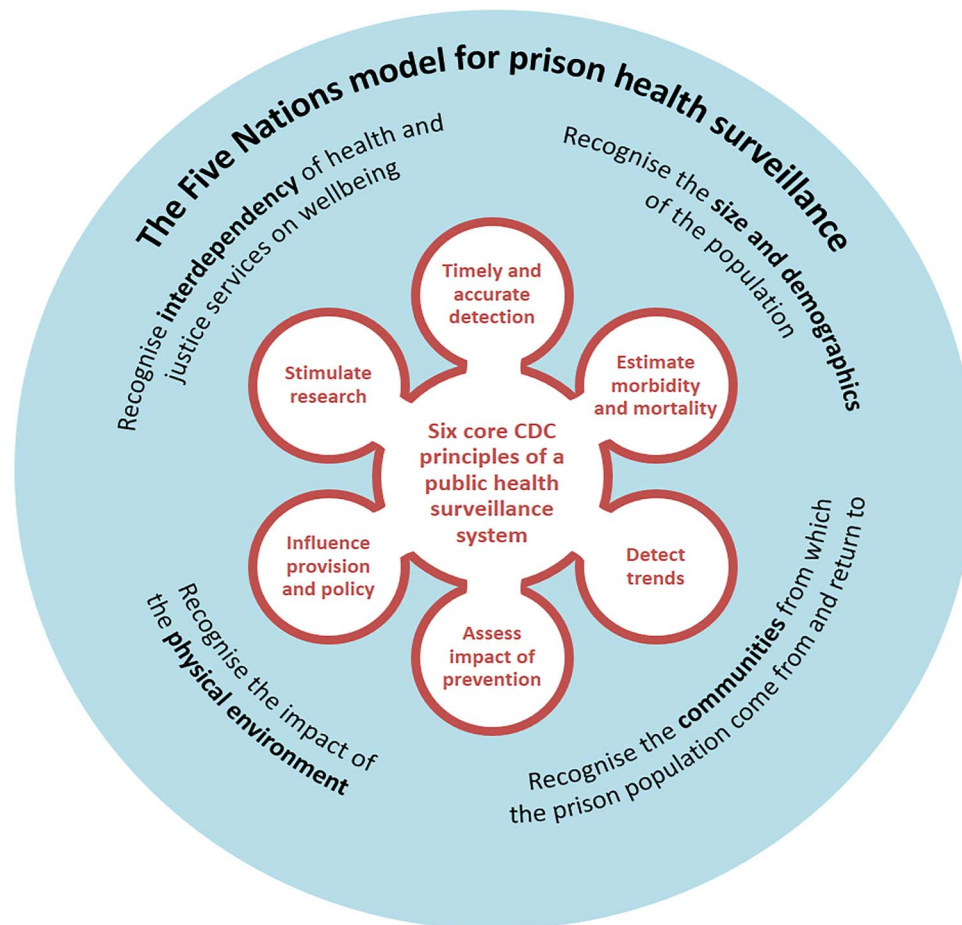 The Five Nations model for prison health surveillance
Recognise interdependency of health and
justice services on wellbeing
Recognise the size and demographics
of the population
Timely and
accurate
detection
Stimulate
research
Estimate
morbidity
and mortality
Six core CDC
principles of a
public health
surveillance
system
Influence
provision
and policy
Detect
trends
Assess
impact of
prevention
Recognise the impact of
the physical environment
Recognise the communities from which
the prison population come from and return to